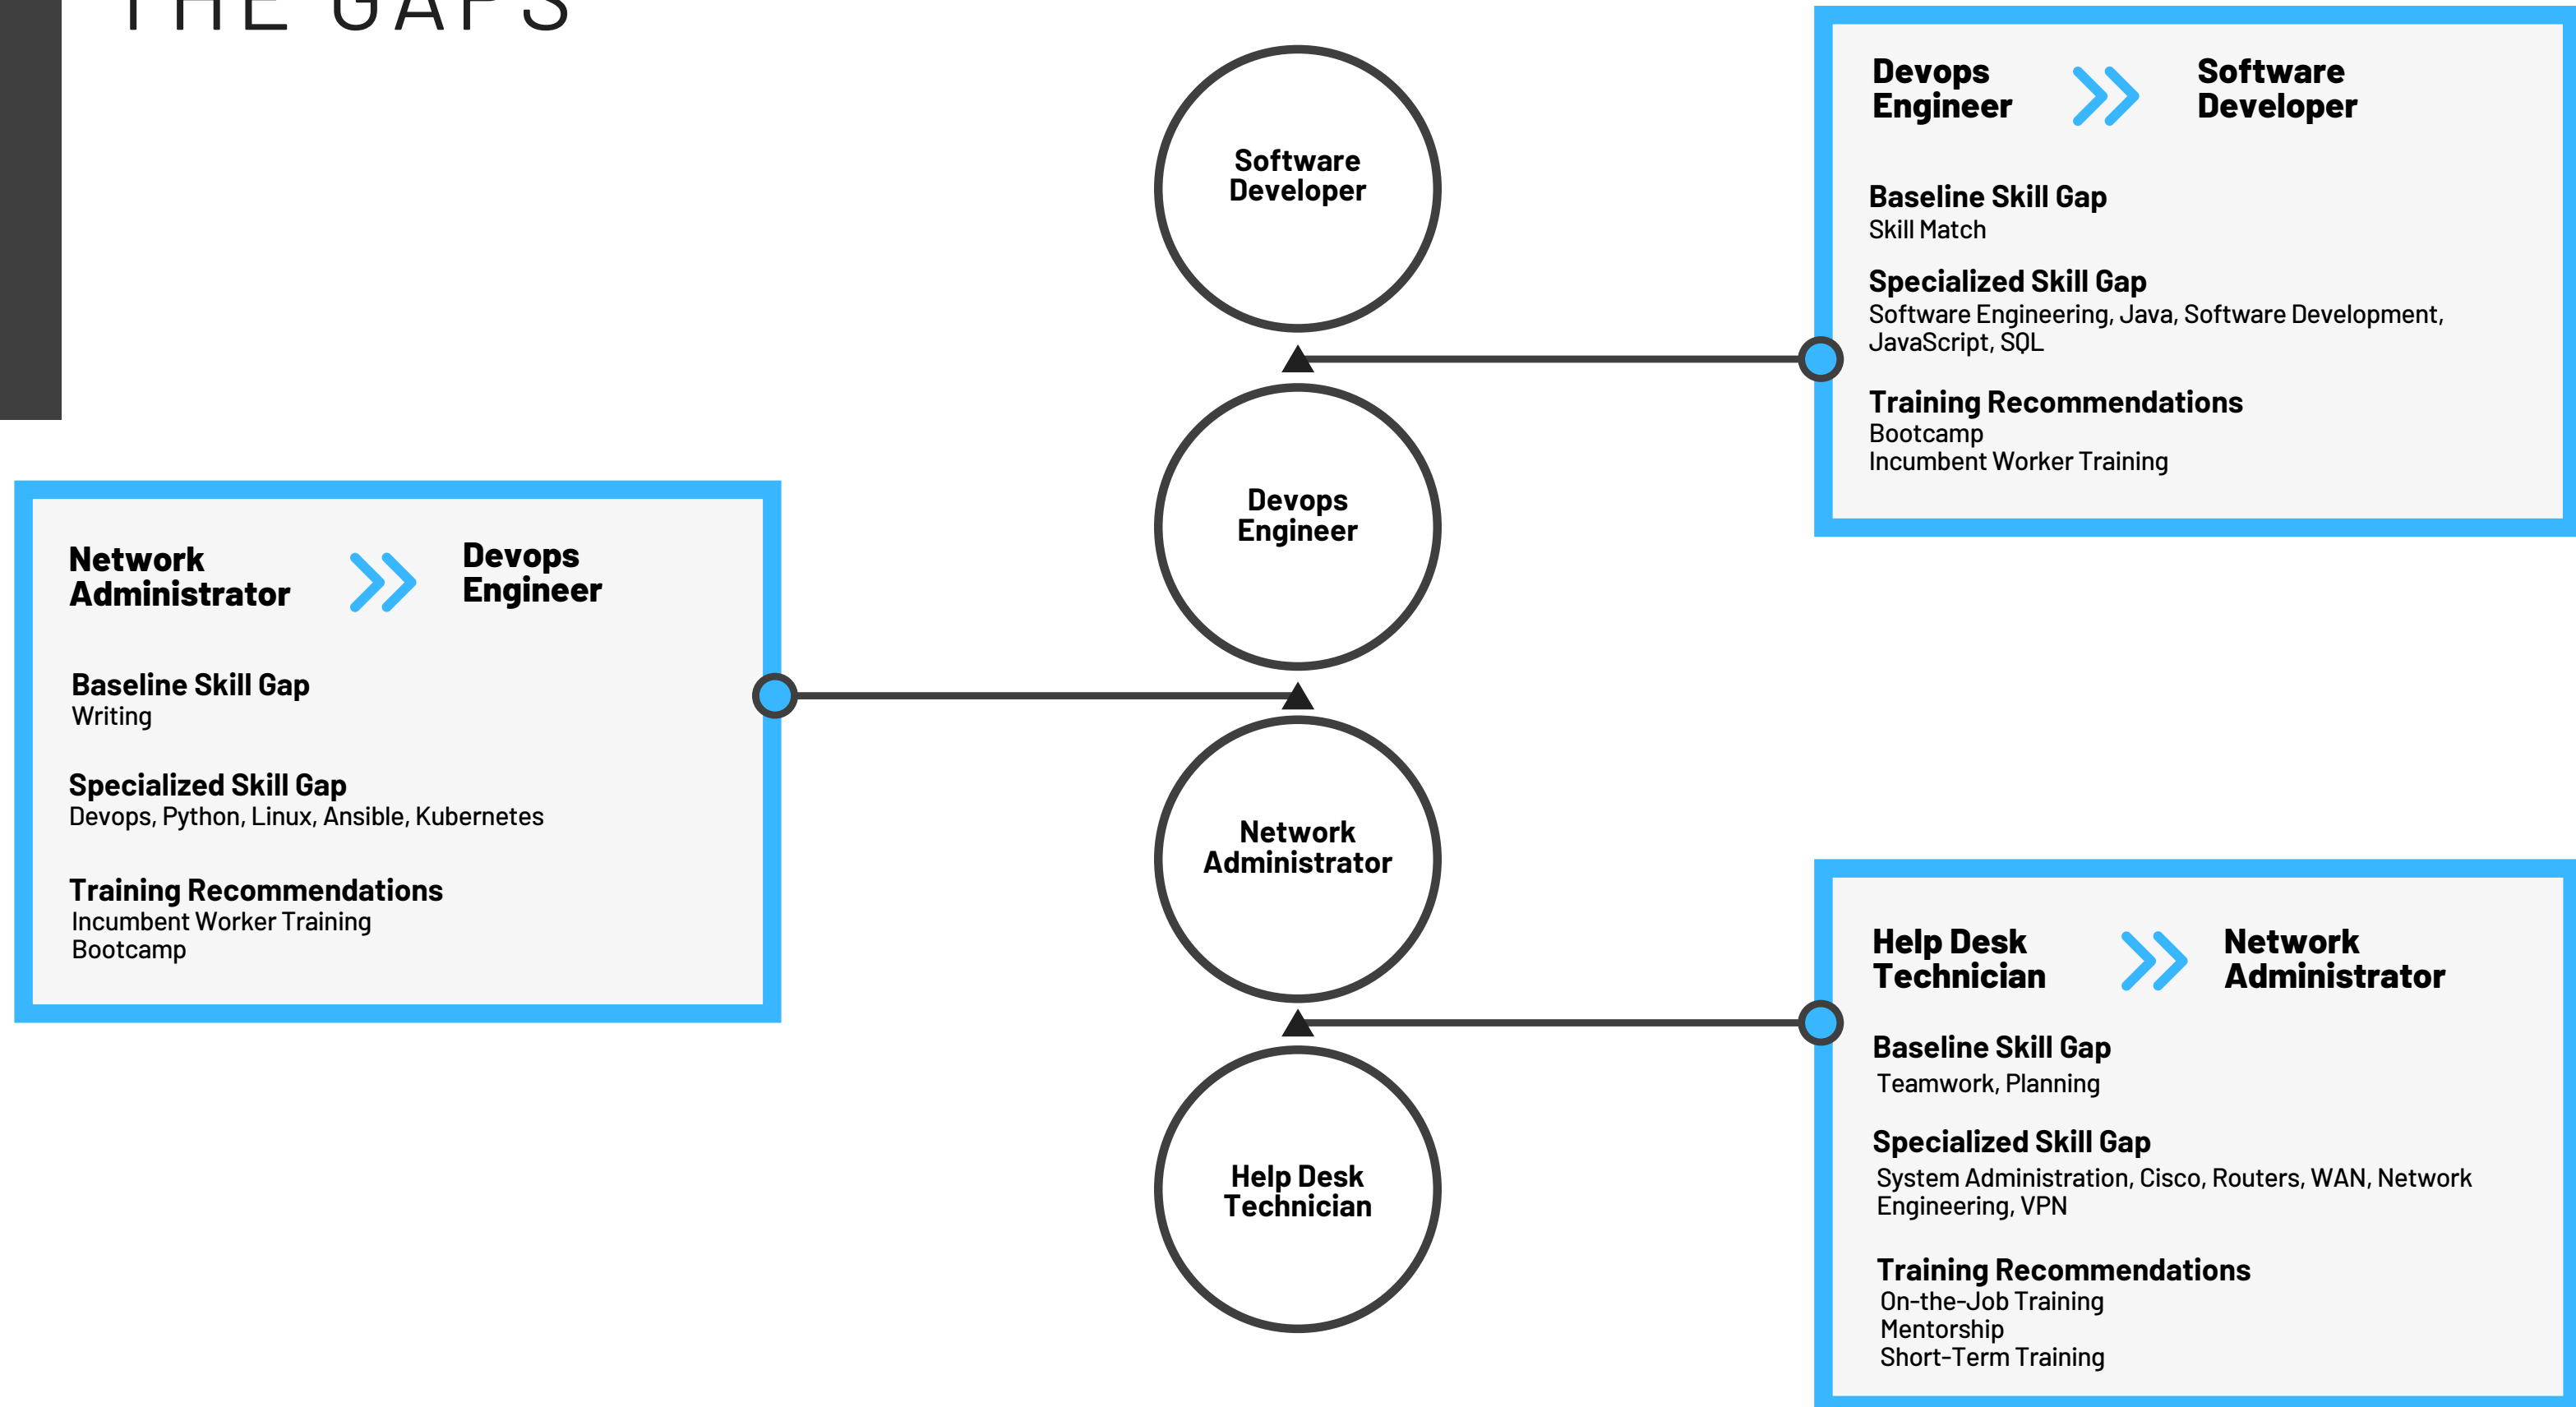 THE GAPS
Software
Developer
Devops
Engineer
Network
Administrator
Help Desk
Technician
Devops
Engineer
Software
Developer
Baseline Skill Gap
Skill Match
Specialized Skill Gap
Software Engineering, Java, Software Development,
JavaScript, SQL
Training Recommendations
Bootcamp
Incumbent Worker Training
Network
Administrator
Devops
Engineer
Baseline Skill Gap
Writing
Specialized Skill Gap
Devops, Python, Linux, Ansible, Kubernetes
Training Recommendations
Incumbent Worker Training
Bootcamp
Help Desk
Technician
Network
Administrator
Baseline Skill Gap
Teamwork, Planning
Specialized Skill Gap
System Administration, Cisco, Routers, WAN, Network
Engineering, VPN
Training Recommendations
On-the-Job Training
Mentorship
Short-Term Training